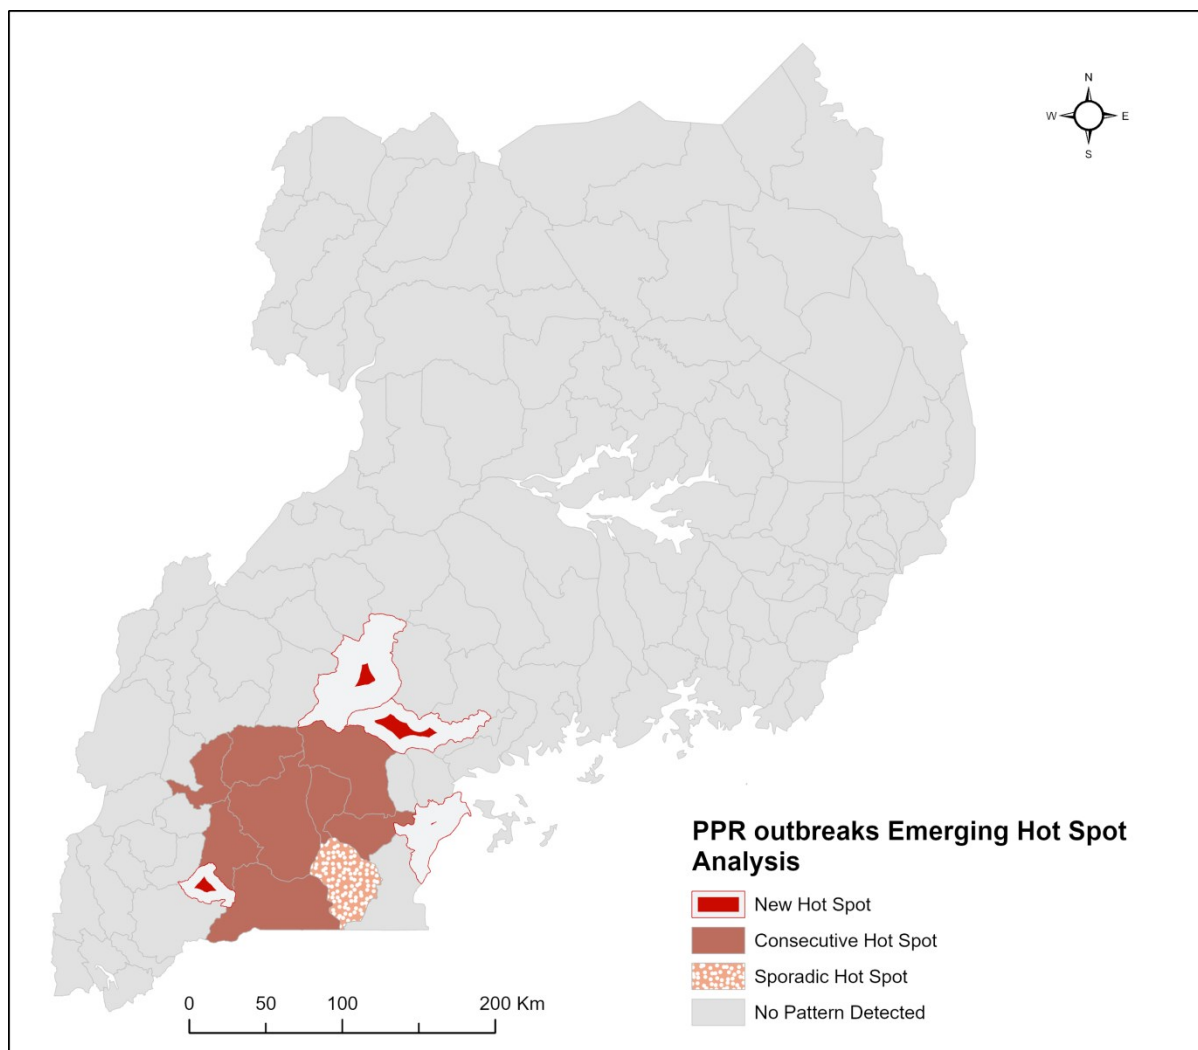 N
W E
S
PPR outbreaks Emerging Hot Spot
Analysis
New Hot Spot
Consecutive Hot Spot
Sporadic Hot Spot
No Pattern Detected
0 50 100 200 Km